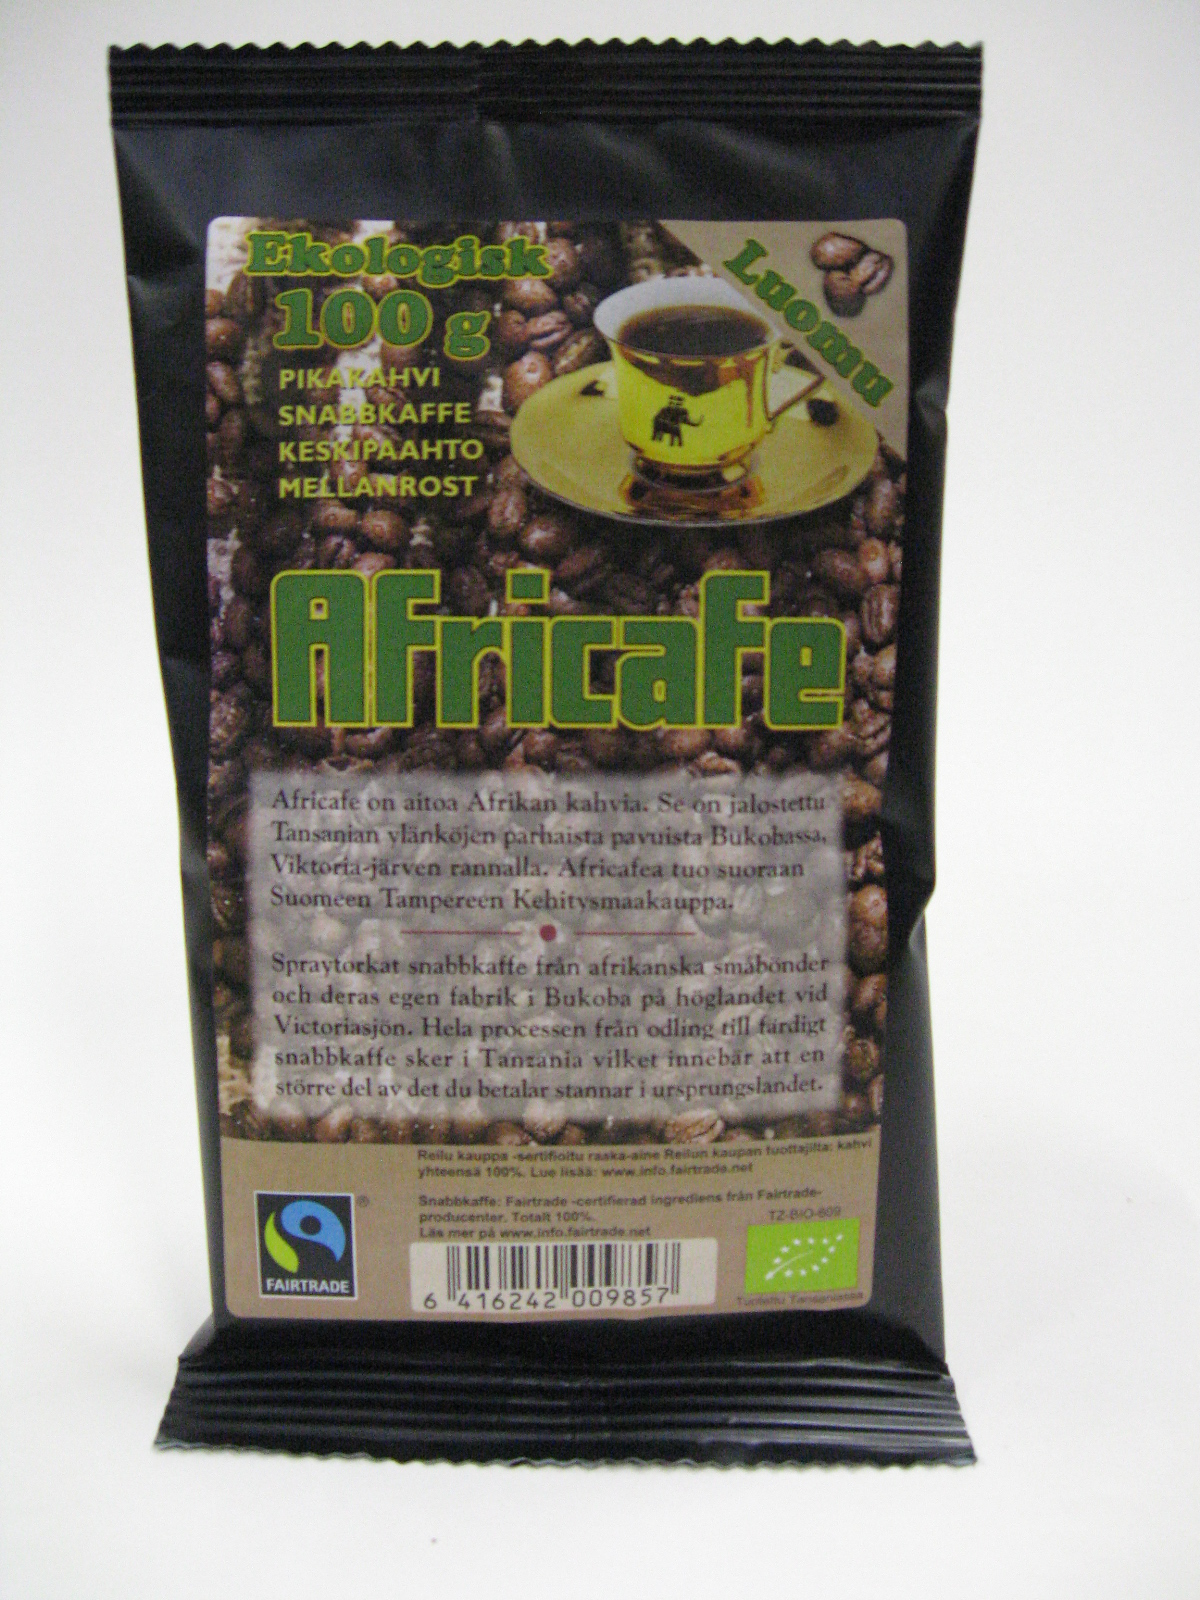 Ekologisk
100 g
PIKAKAHVI
SNABBKAFFE
KESKIPAAHTO
MELLANROST
Luomu
Africafe
Africafe on aitoa Afrikan kahvia. Se on jalostettu
Tansanian ylänköjen parhaista pavuista Bukobassa,
Viktoria-järven rannalla. Africafea tuo suoraan
Suomeen Tampereen Kehitysmaakauppa.
Spraytorkat snabbkaffe från afrikanska småbönder
och deras egen fabrik i Bukoba på höglandet vid
Victoriasjön. Hela processen från odling till färdigt
snabbkaffe sker i Tanzania vilket innebär att en
större del av det du betalar stannar i ursprungslandet.
Reilu kauppa -sertifioitu raaka-aine Reilun kaupan tuottajilta: kahvi
yhteensä 100%. Lue lisää: www.info.fairtrade.net
Snabbkaffe: Fairtrade -certifierad ingrediens från Fairtrade-
producenter. Totalt 100%.
Läs mer på www.info.fairtrade.net
FAIRTRADE
®
TZ-BIO-609
Tuotettu Tansaniassa
6 416242 009857